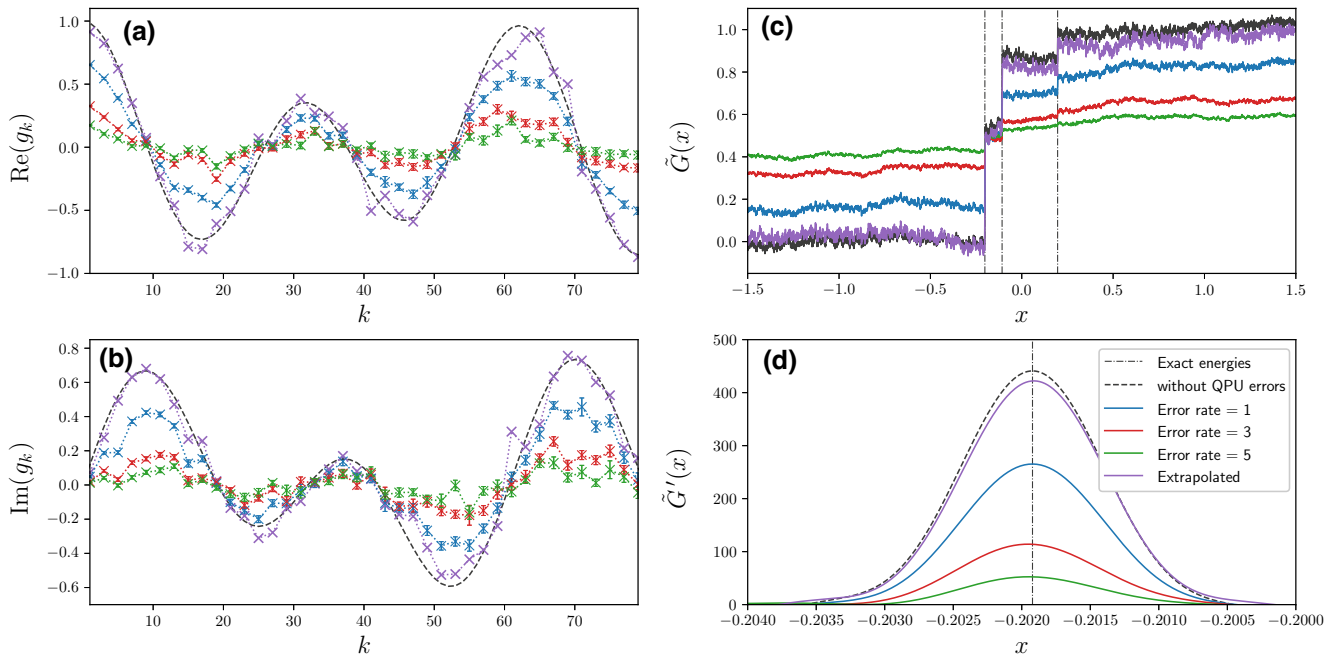 (a)
1.0
0.5
0.0
−0.5
−1.0
Re(g_k)
10 20 30 40 50 60 70
k
(b)
0.8
0.6
0.4
0.2
0.0
−0.2
−0.4
−0.6
Im(g_k)
10 20 30 40 50 60 70
k
(c)
1.0
0.8
0.6
0.4
0.2
0.0
G̃(x)
−1.5 −1.0 −0.5 0.0 0.5 1.0 1.5
x
(d)
500
400
300
200
100
0
G̃′(x)
Exact energies
without QPU errors
Error rate = 1
Error rate = 3
Error rate = 5
Extrapolated
−0.2040 −0.2035 −0.2030 −0.2025 −0.2020 −0.2015 −0.2010 −0.2005 −0.2000
x